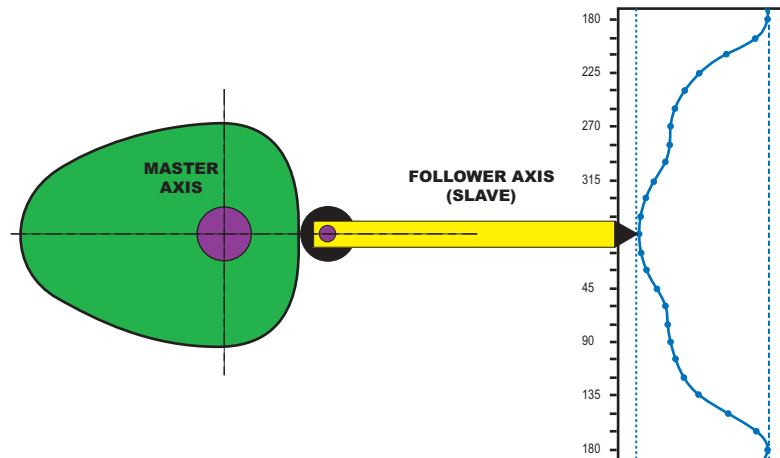 MASTER
AXIS
FOLLOWER AXIS
(SLAVE)
180
225
270
315
45
90
135
180